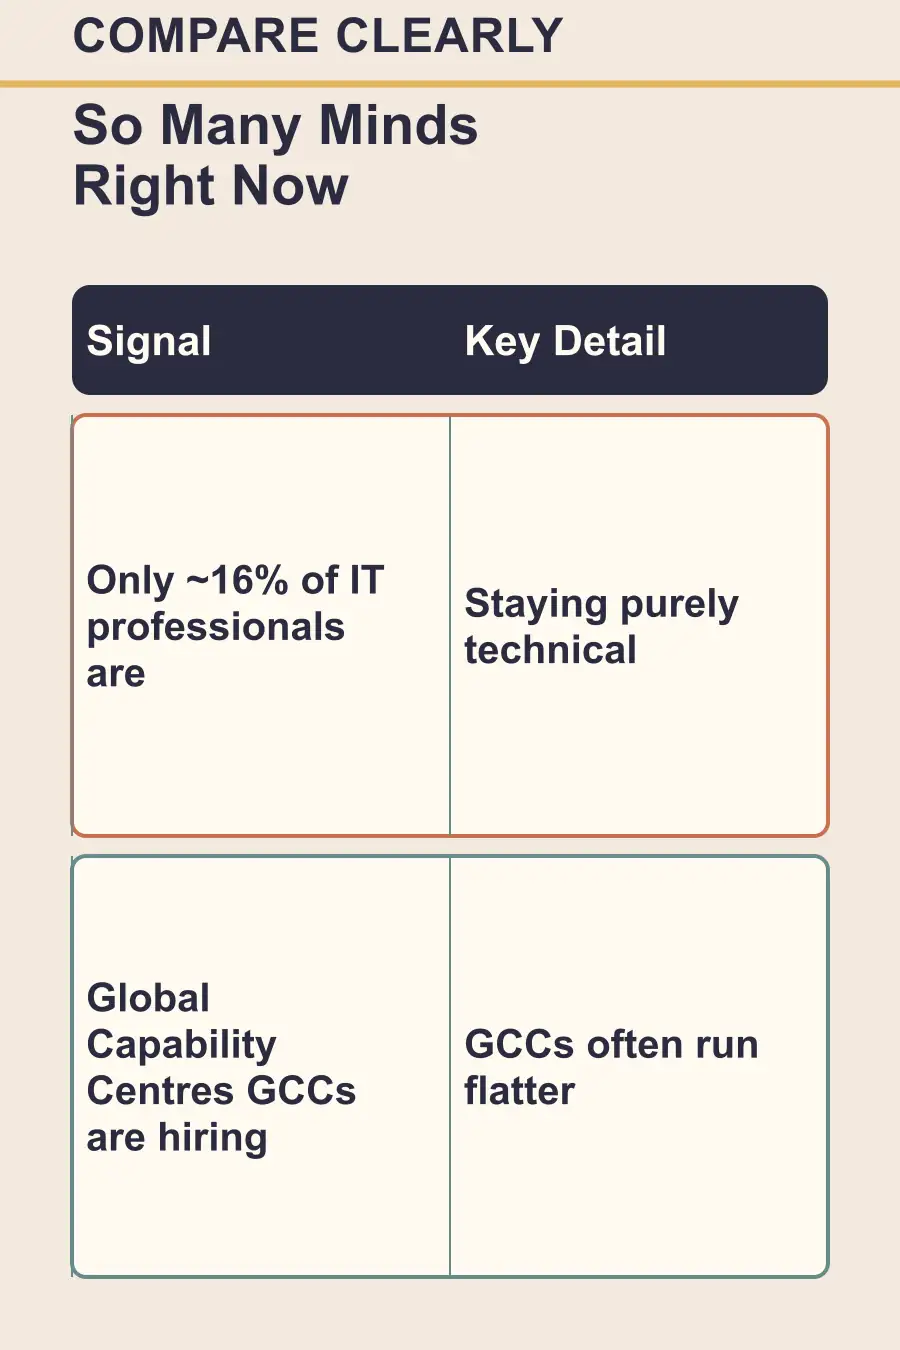 COMPARE CLEARLY
So Many Minds
Right Now
Signal
Key Detail
Only ~16% of IT
professionals
are
Staying purely
technical
Global
Capability
Centres GCCs
are hiring
GCCs often run
flatter